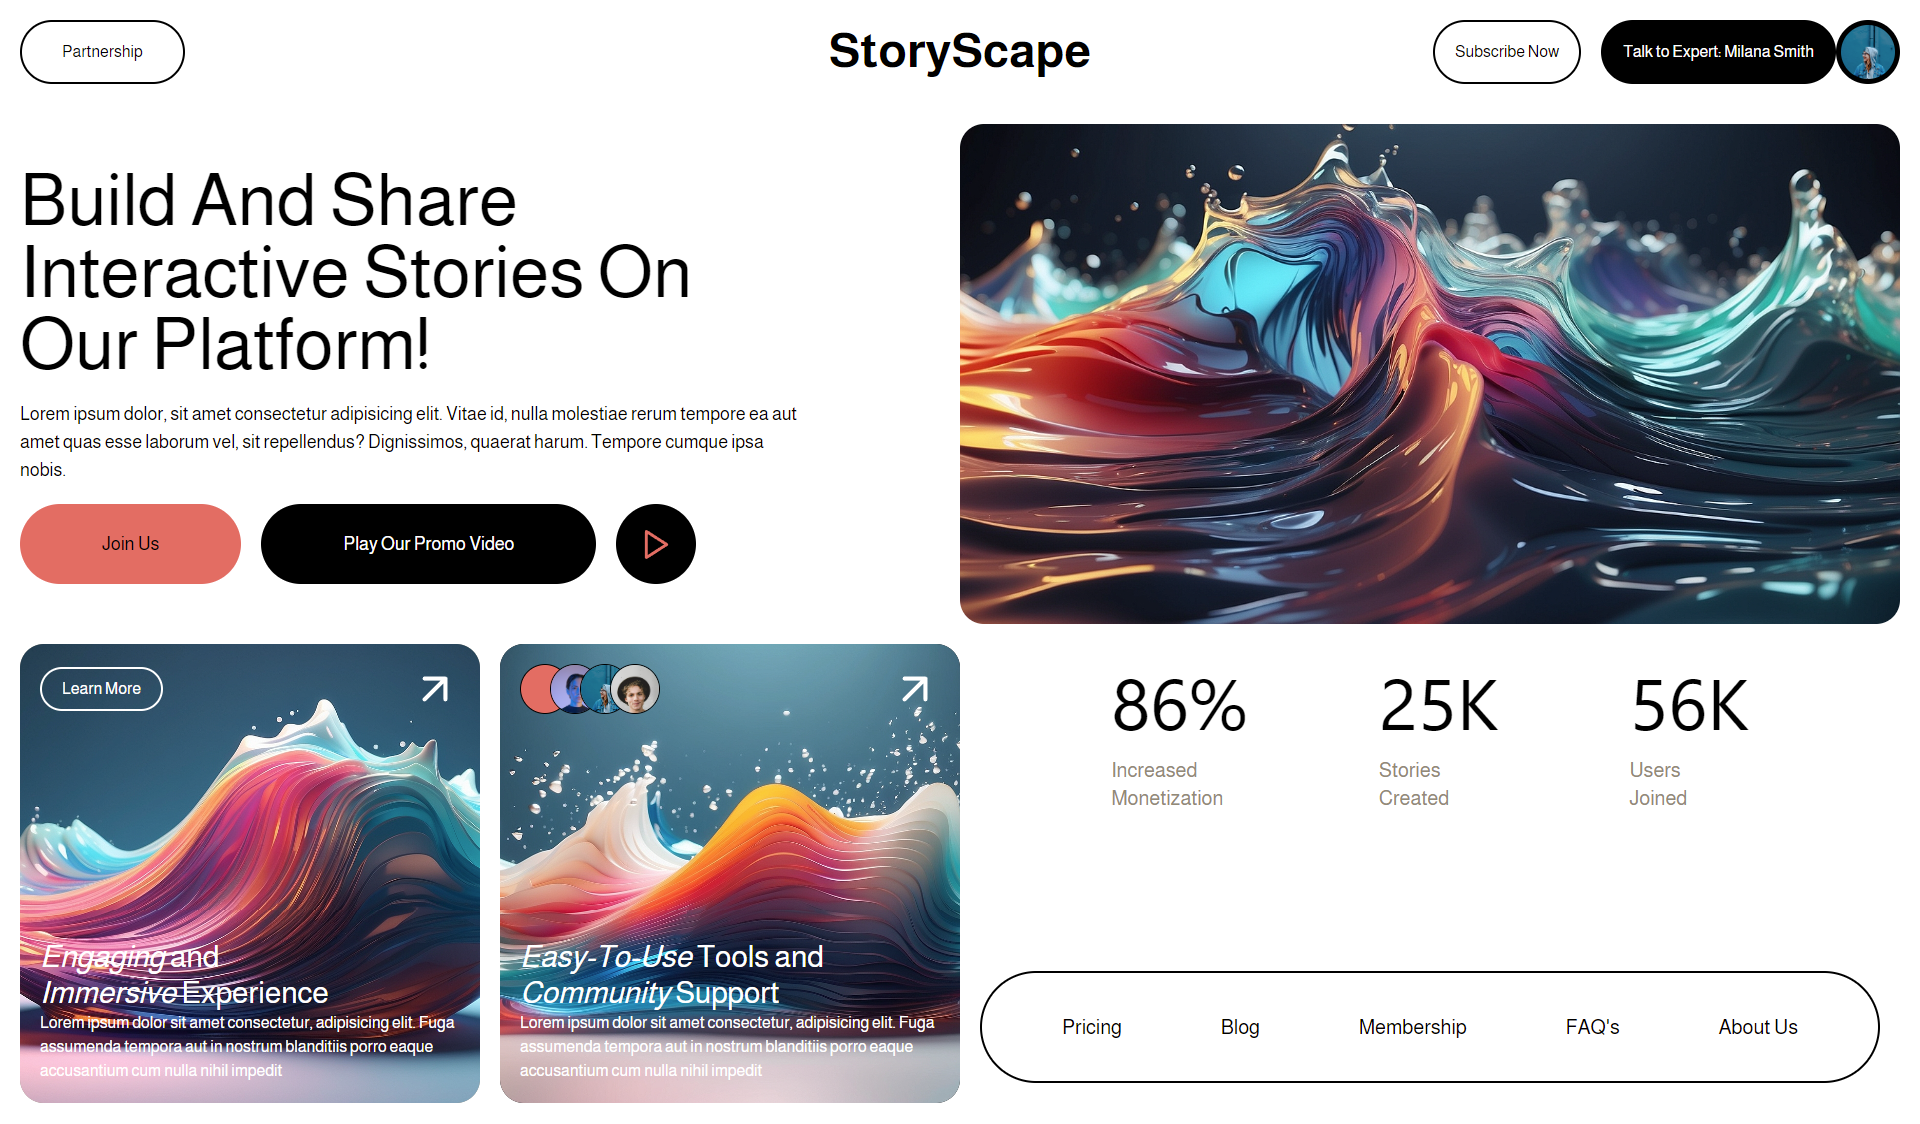 Partnership
StoryScape
Subscribe Now
Talk to Expert: Milana Smith
Build And Share
Interactive Stories On
Our Platform!
Lorem ipsum dolor, sit amet consectetur adipisicing elit. Vitae id, nulla molestiae rerum tempore ea aut
amet quas esse laborum vel, sit repellendus? Dignissimos, quaerat harum. Tempore cumque ipsa
nobis.
Join Us
Play Our Promo Video
Learn More
Engaging and
Immersive Experience
Lorem ipsum dolor sit amet consectetur, adipisicing elit. Fuga
assumenda tempora aut in nostrum blanditiis porro eaque
accusantium cum nulla nihil impedit
Easy-To-Use Tools and
Community Support
Lorem ipsum dolor sit amet consectetur, adipisicing elit. Fuga
assumenda tempora aut in nostrum blanditiis porro eaque
accusantium cum nulla nihil impedit
86%
Increased
Monetization
25K
Stories
Created
56K
Users
Joined
Pricing
Blog
Membership
FAQ's
About Us